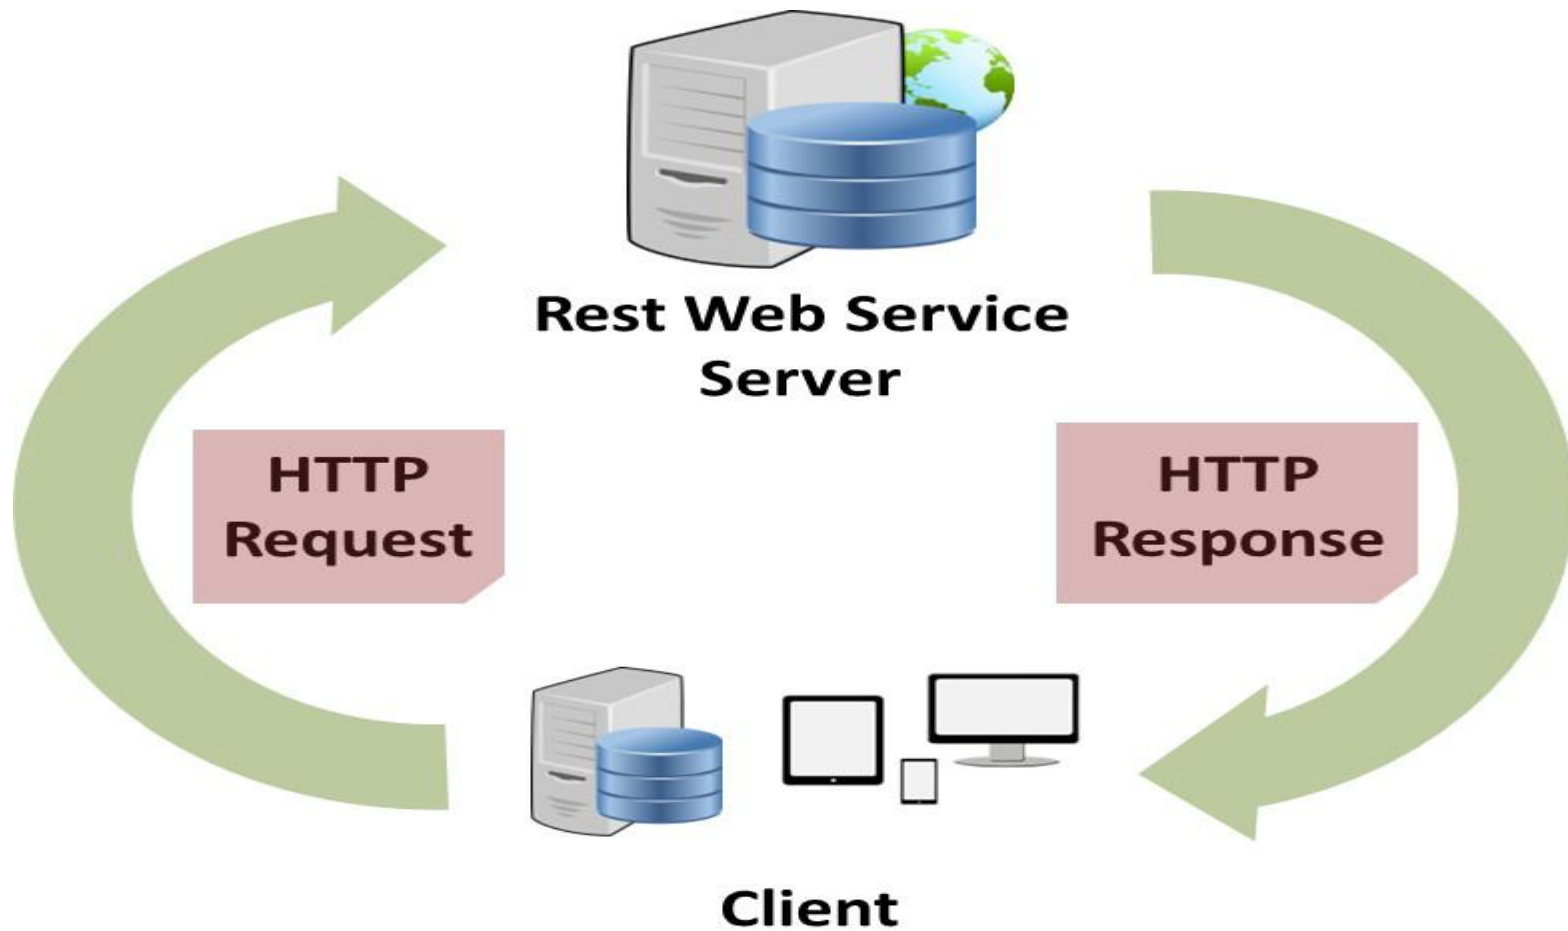 Rest Web Service
Server
HTTP
Request
HTTP
Response
Client